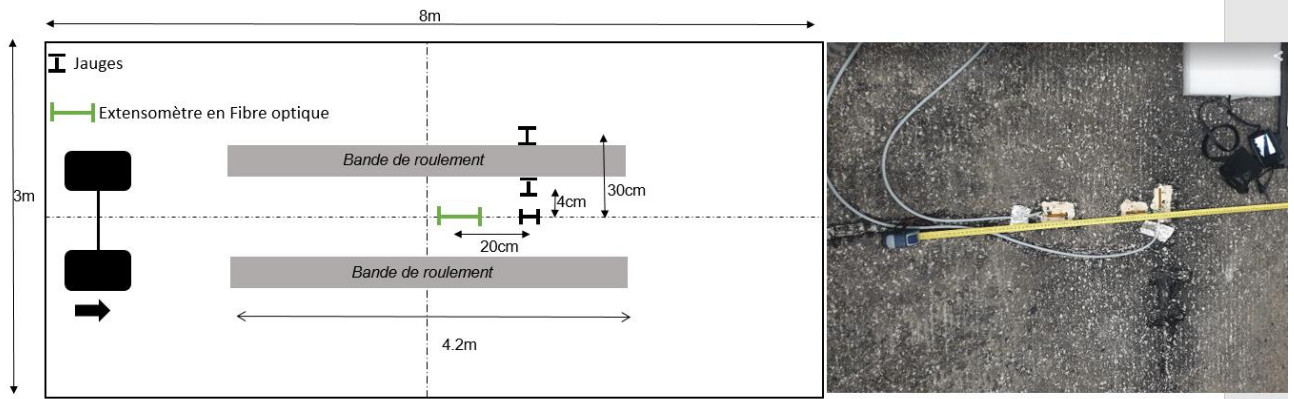 8m
Jauges
Extensomètre en Fibre optique
Bande de roulement
3m
30cm
4cm
20cm
Bande de roulement
4.2m